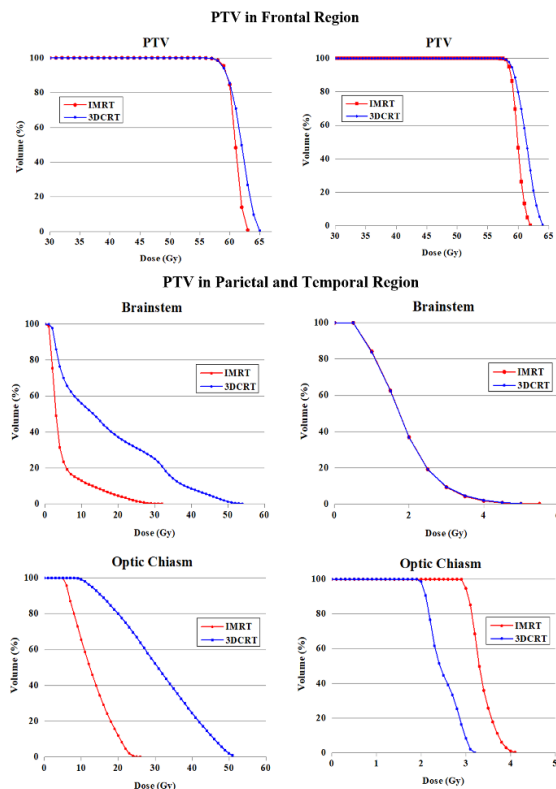 PTV in Frontal Region
PTV
100
80
60
40
20
0
Volume (%)
IMRT
3DCRT
30 35 40 45 50 55 60 65
Dose (Gy)
PTV
100
80
60
40
20
0
Volume (%)
IMRT
3DCRT
30 35 40 45 50 55 60 65
Dose (Gy)
PTV in Parietal and Temporal Region
Brainstem
100
80
60
40
20
0
Volume (%)
IMRT
3DCRT
0 10 20 30 40 50 60
Dose (Gy)
Brainstem
100
80
60
40
20
0
Volume (%)
IMRT
3DCRT
0 2 4 6
Dose (Gy)
Optic Chiasm
100
80
60
40
20
0
Volume (%)
IMRT
3DCRT
0 10 20 30 40 50 60
Dose (Gy)
Optic Chiasm
100
80
60
40
20
0
Volume (%)
IMRT
3DCRT
0 1 2 3 4 5
Dose (Gy)